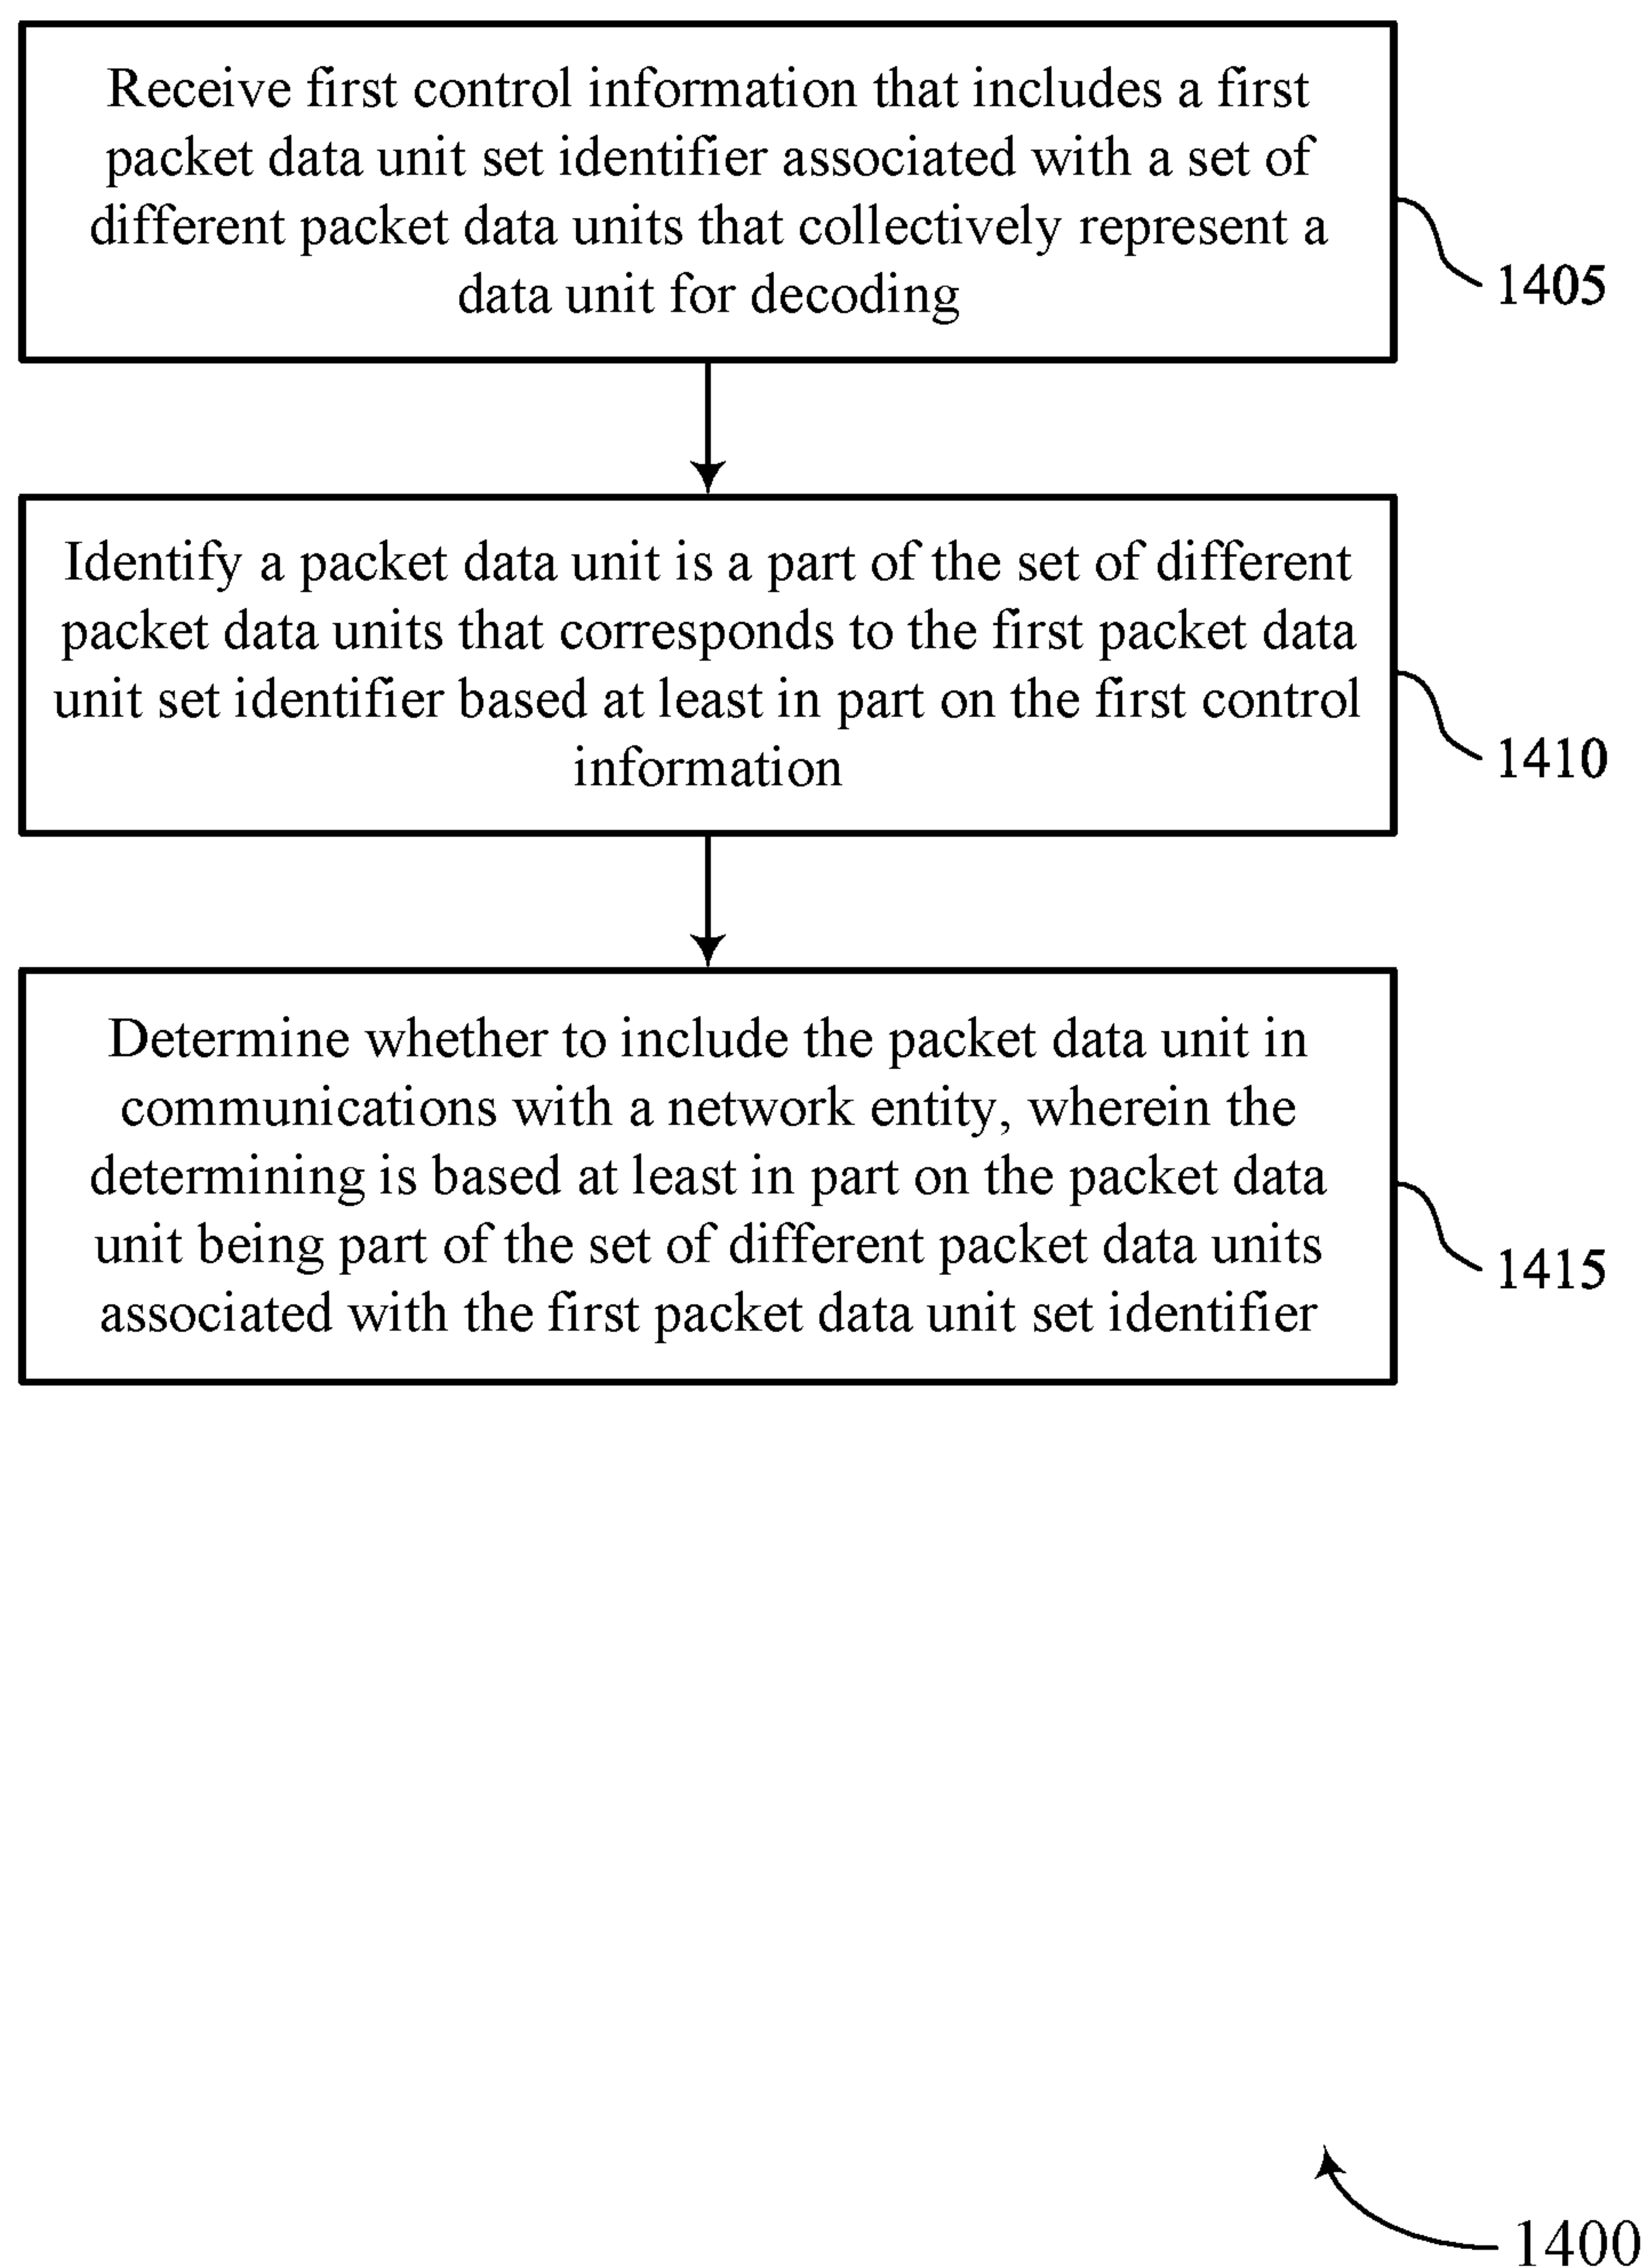 Receive first control information that includes a first
packet data unit set identifier associated with a set of
different packet data units that collectively represent a
data unit for decoding
1405
Identify a packet data unit is a part of the set of different
packet data units that corresponds to the first packet data
unit set identifier based at least in part on the first control
information
1410
Determine whether to include the packet data unit in
communications with a network entity, wherein the
determining is based at least in part on the packet data
unit being part of the set of different packet data units
associated with the first packet data unit set identifier
1415
1400